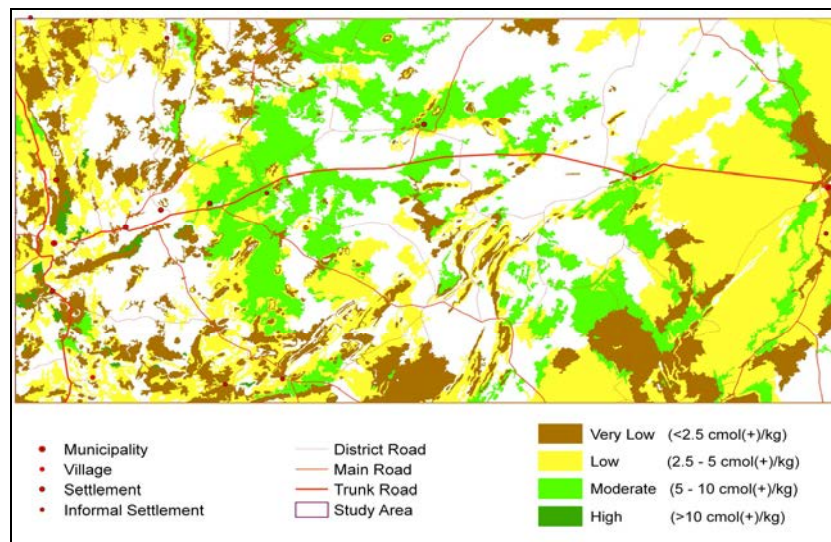 Municipality
Village
Settlement
Informal Settlement
District Road
Main Road
Trunk Road
Study Area
Very Low (<2.5 cmol(+)/kg)
Low (2.5 - 5 cmol(+)/kg)
Moderate (5 - 10 cmol(+)/kg)
High (>10 cmol(+)/kg)